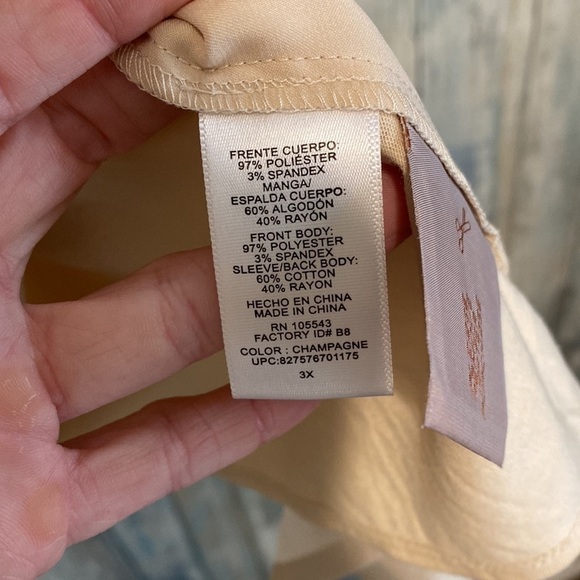 FRENTE CUERPO:
97% POLIÉSTER
3% SPANDEX
MANGA/
ESPALDA CUERPO:
60% ALGODÓN
40% RAYÓN
FRONT BODY:
97% POLYESTER
3% SPANDEX
SLEEVE/BACK BODY:
60% COTTON
40% RAYON
HECHO EN CHINA
MADE IN CHINA
RN 105543
FACTORY ID# B8
COLOR : CHAMPAGNE
UPC:827576701175
3X